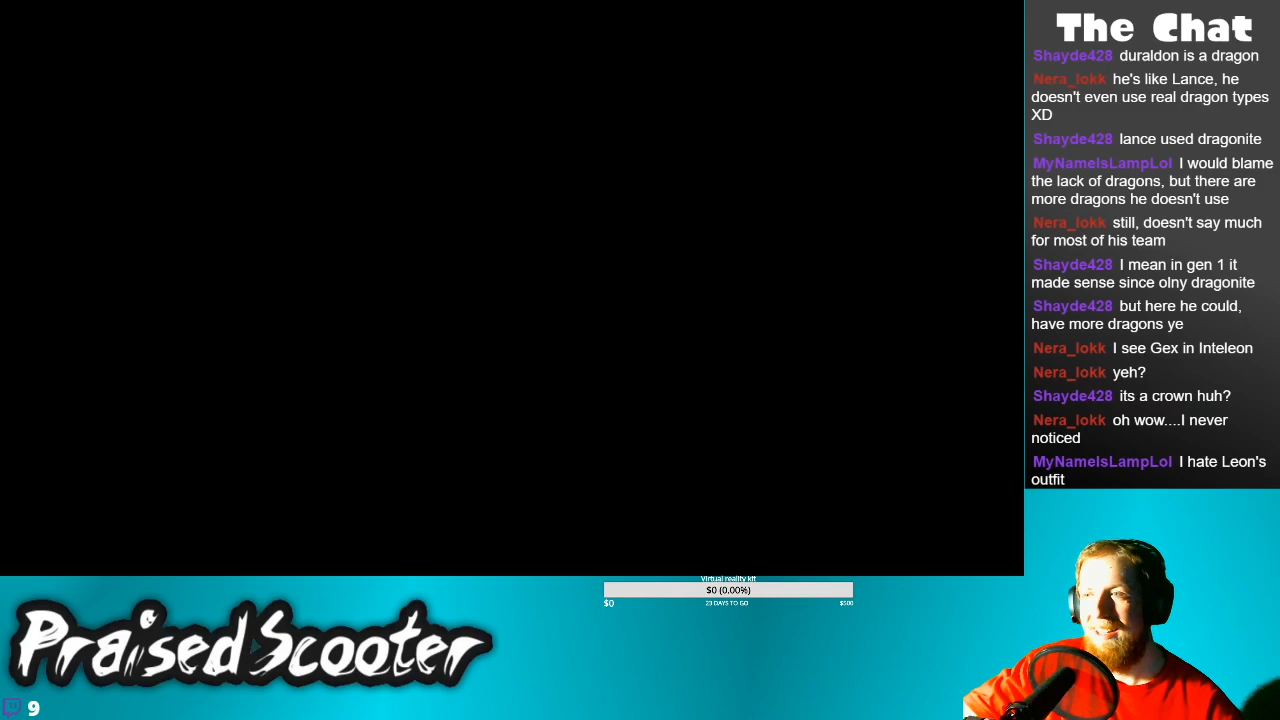 The Chat
Shayde428 duraldon is a dragon
Nera_lokk he's like Lance, he
doesn't even use real dragon types
XD
Shayde428 lance used dragonite
MyNameIsLampLol I would blame
the lack of dragons, but there are
more dragons he doesn't use
Nera_lokk still, doesn't say much
for most of his team
Shayde428 I mean in gen 1 it
made sense since olny dragonite
Shayde428 but here he could,
have more dragons ye
Nera_lokk I see Gex in Inteleon
Nera_lokk yeh?
Shayde428 its a crown huh?
Nera_lokk oh wow....I never
noticed
MyNameIsLampLol I hate Leon's
outfit
Virtual reality kit
$0 (0.00%)
$0 23 DAYS TO GO $500
PraisedScooter
9